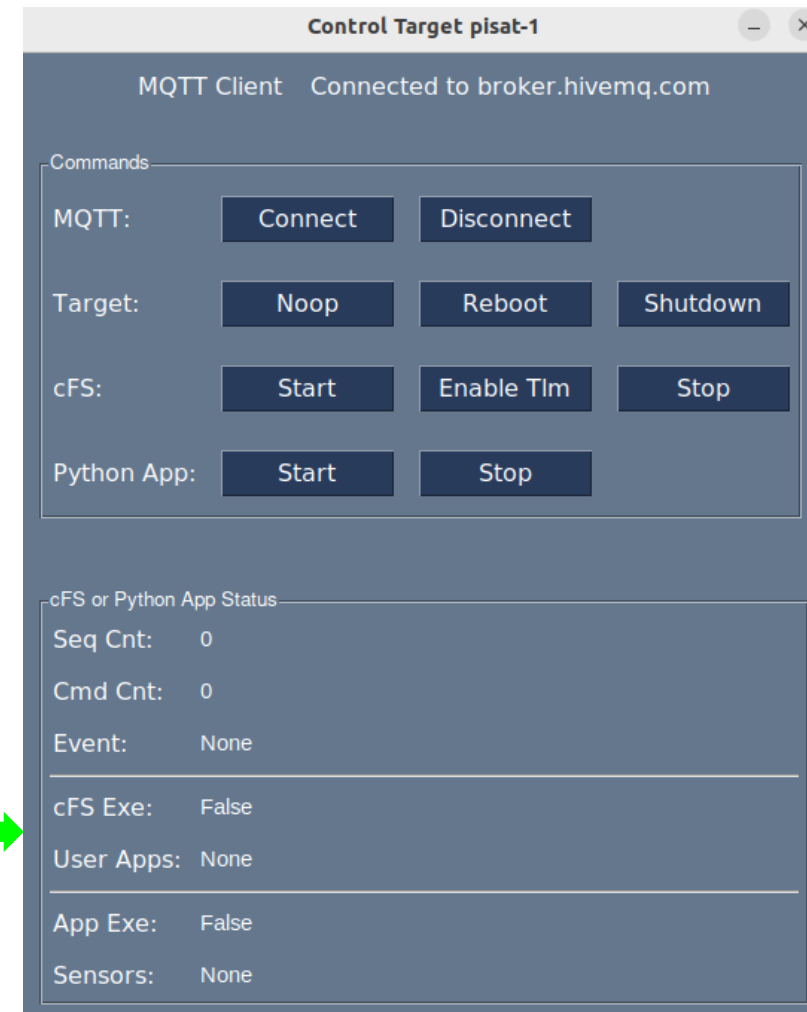 Control Target pisat-1
MQTT Client Connected to broker.hivemq.com
Commands
MQTT: Connect Disconnect
Target: Noop Reboot Shutdown
cFS: Start Enable Tlm Stop
Python App: Start Stop
cFS or Python App Status
Seq Cnt: 0
Cmd Cnt: 0
Event: None
cFS Exe: False
User Apps: None
App Exe: False
Sensors: None